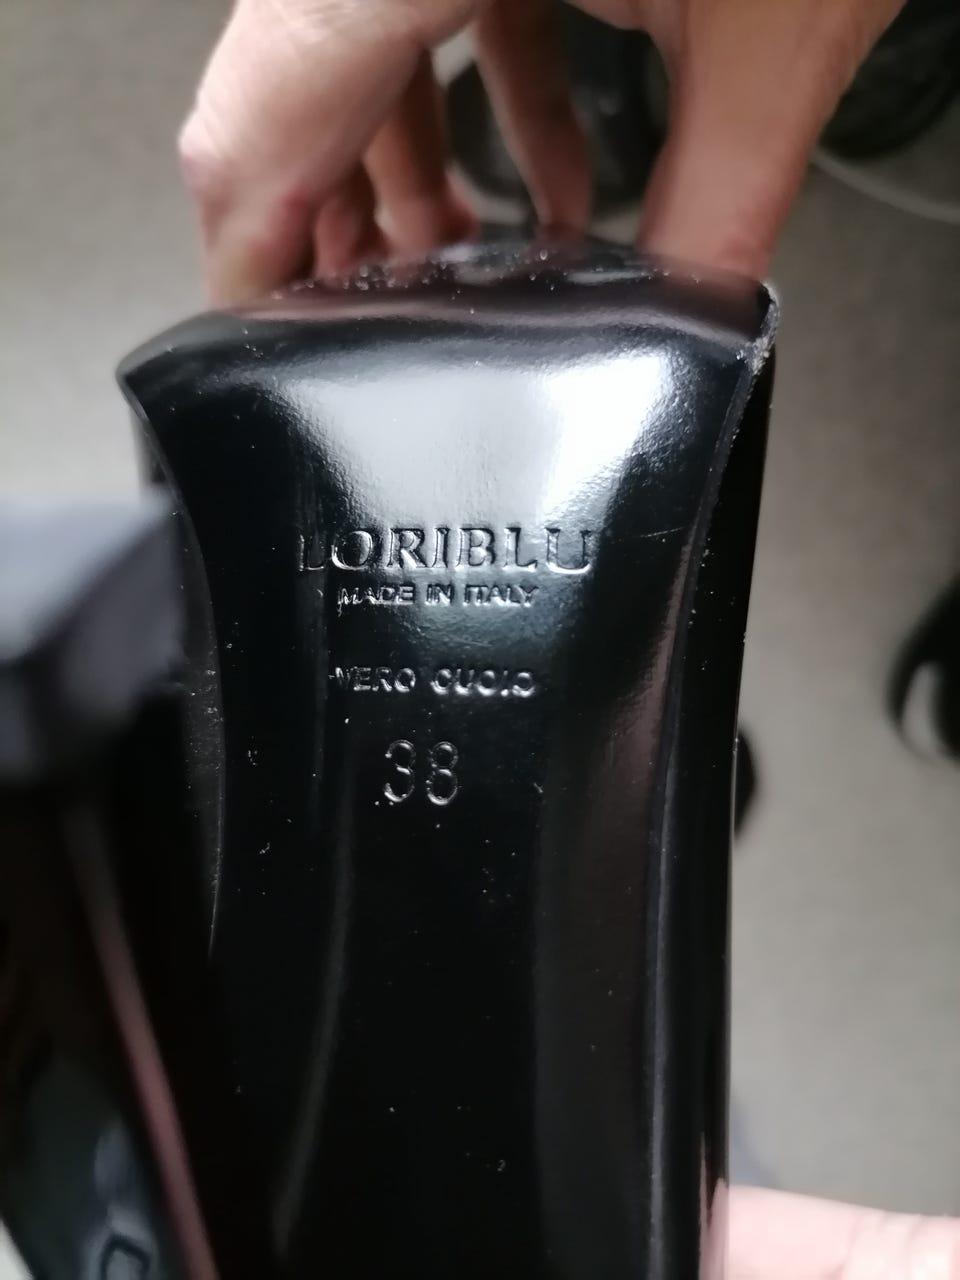 LORIBLU
MADE IN ITALY
VERO CUOIO
38